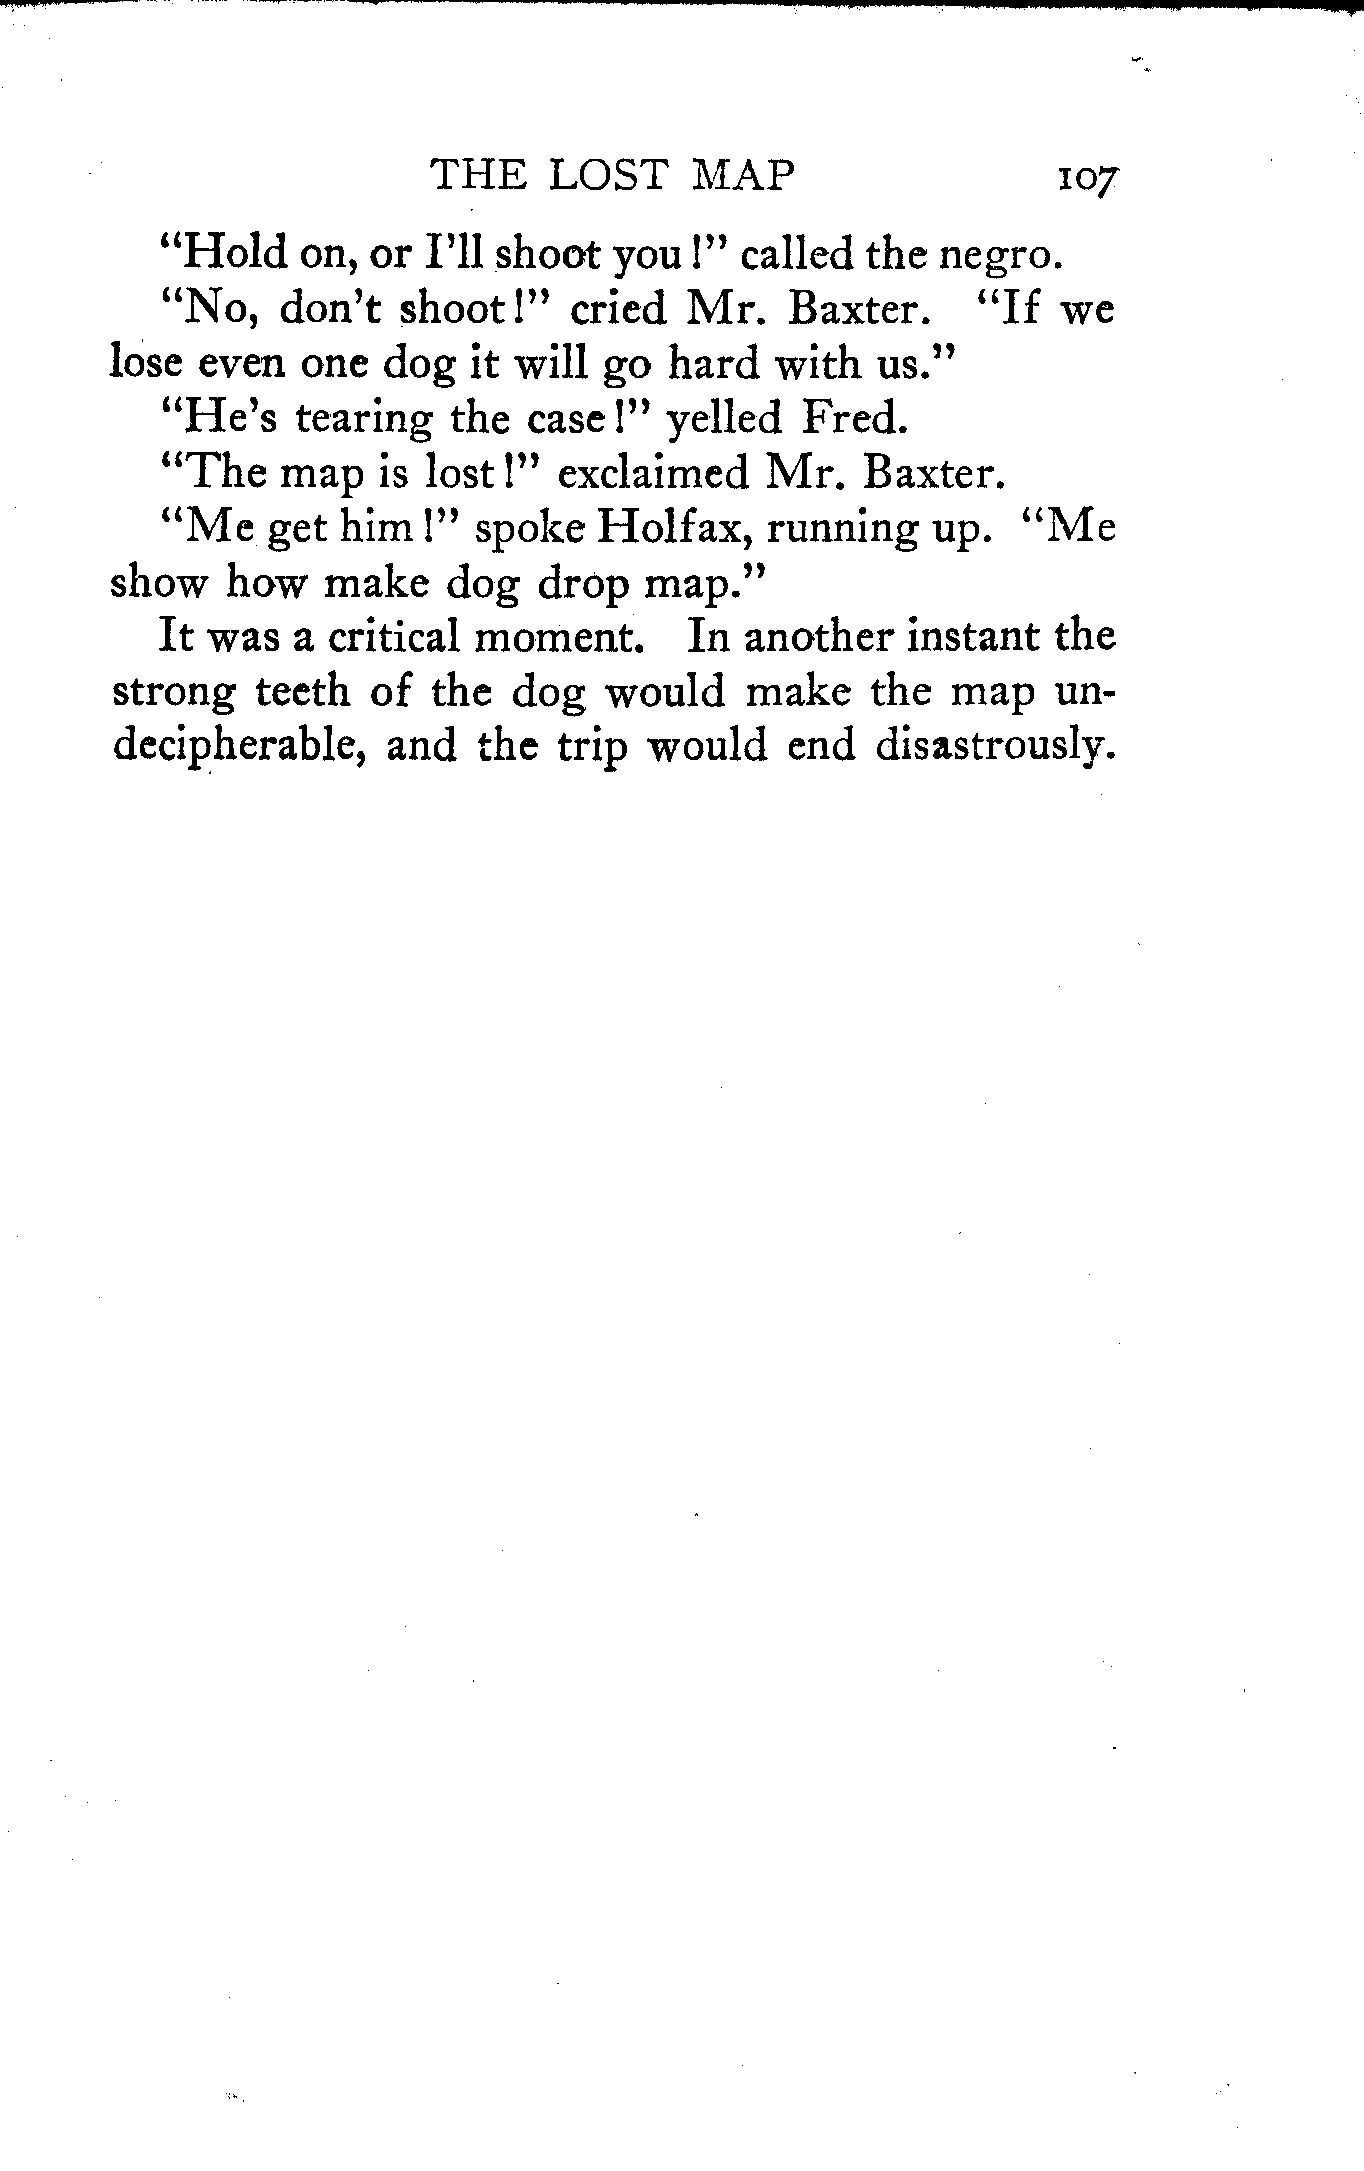 THE LOST MAP 107
"Hold on, or I'll shoot you!" called the negro.
"No, don't shoot!" cried Mr. Baxter. "If we
lose even one dog it will go hard with us."
"He's tearing the case!" yelled Fred.
"The map is lost!" exclaimed Mr. Baxter.
"Me get him!" spoke Holfax, running up. "Me
show how make dog drop map."
It was a critical moment. In another instant the
strong teeth of the dog would make the map un-
decipherable, and the trip would end disastrously.